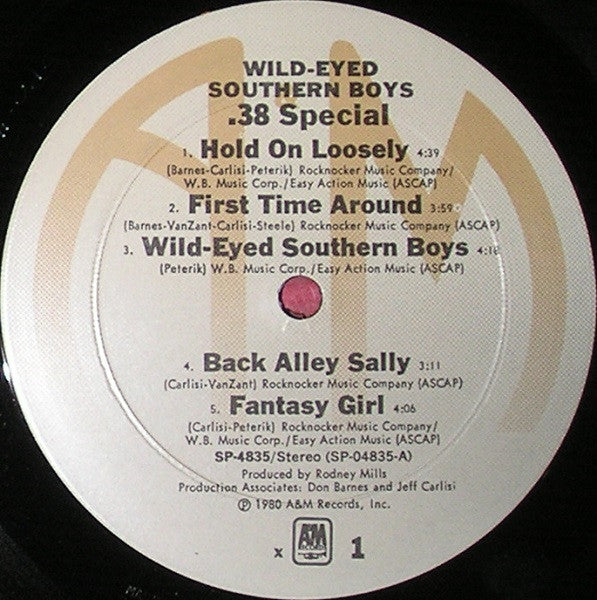 WILD-EYED
SOUTHERN BOYS
.38 Special
1. Hold On Loosely 4:39
(Barnes-Carlisi-Peterik) Rocknocker Music Company/
W.B. Music Corp./Easy Action Music (ASCAP)
2. First Time Around 3:59
(Barnes-VanZant-Carlisi-Steele) Rocknocker Music Company (ASCAP)
3. Wild-Eyed Southern Boys 4:18
(Peterik) W.B. Music Corp./Easy Action Music (ASCAP)
4. Back Alley Sally 3:11
(Carlisi-VanZant) Rocknocker Music Company (ASCAP)
5. Fantasy Girl 4:06
(Carlisi-Peterik) Rocknocker Music Company/
W.B. Music Corp./Easy Action Music (ASCAP)
SP-4835/Stereo (SP-04835-A)
Produced by Rodney Mills
Production Associates: Don Barnes and Jeff Carlisi
℗ 1980 A&M Records, Inc.
x A&M RECORDS 1